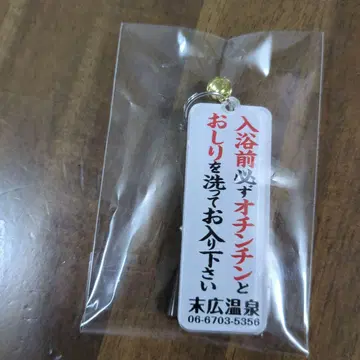 入浴前必ずオチンチンと
おしりを洗ってお入り下さい
末広温泉
06-6703-5356